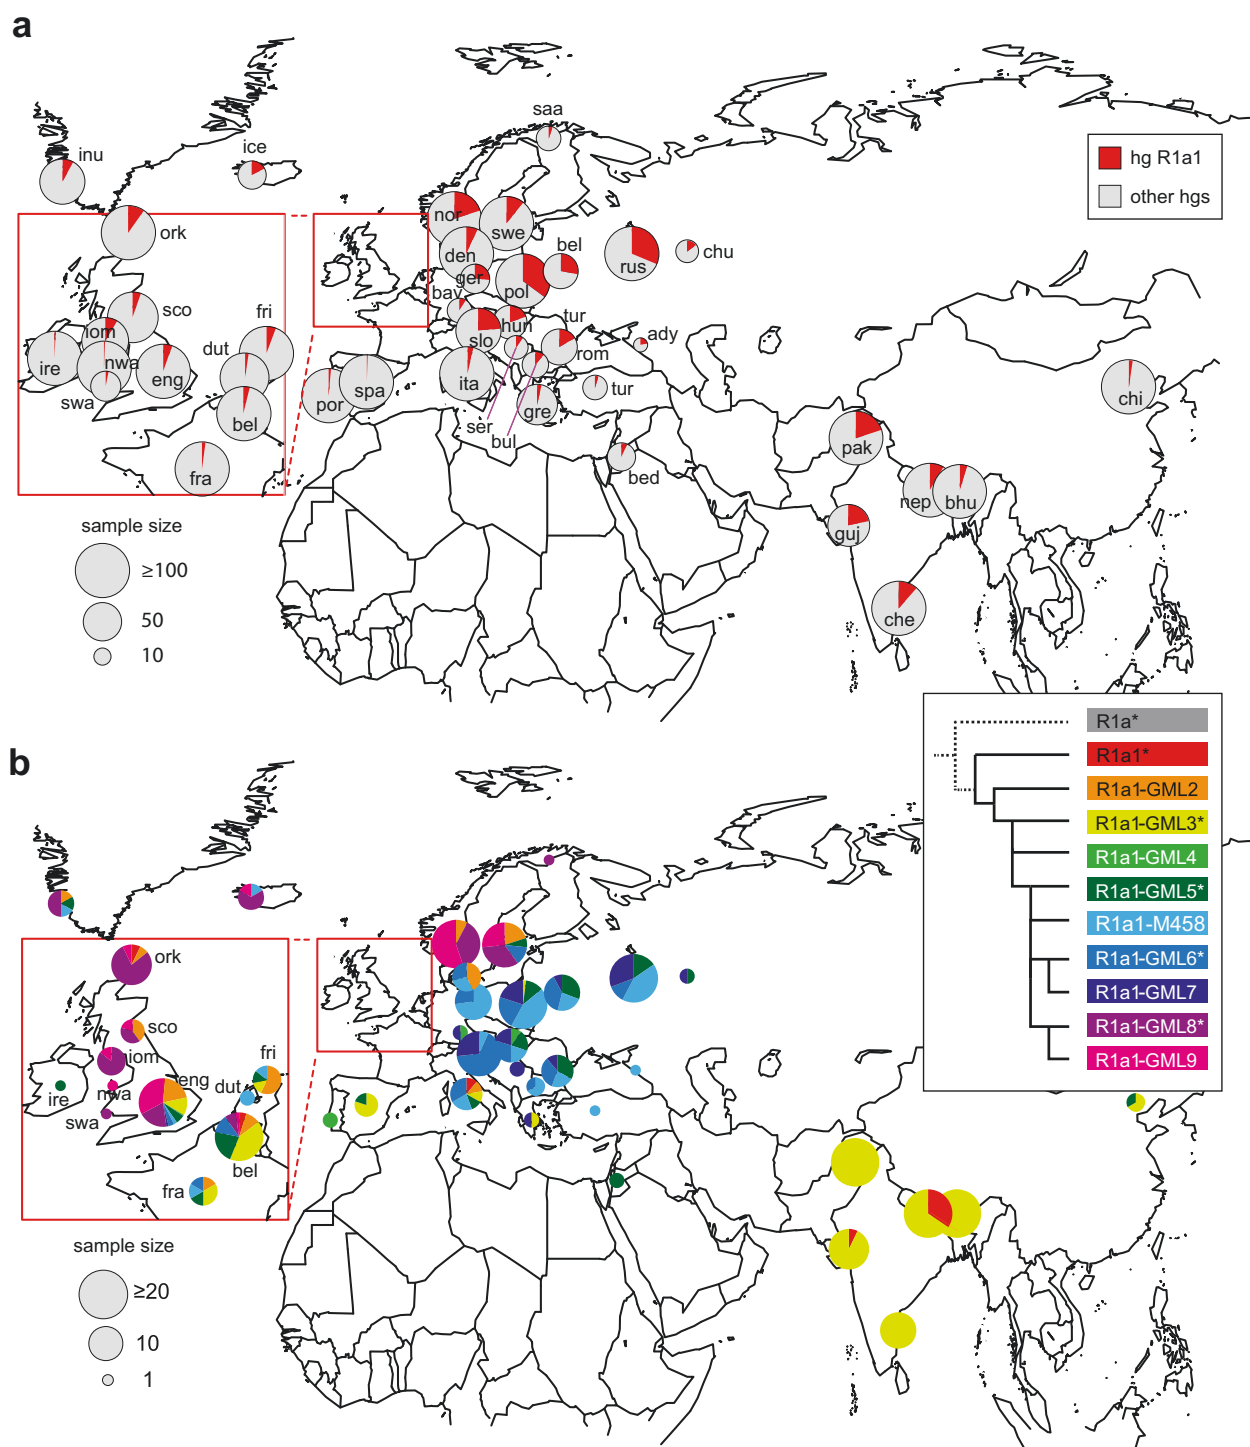 a
saa
inu
ice
hg R1a1
other hgs
ork
nor
swe
den
bel
rus
chu
ger
pol
bav
sco
fri
hun
tur
iom
slo
ady
dut
rom
ire
nwa
eng
ita
spa
por
tur
chi
swa
bel
gre
ser
bul
pak
fra
bed
nep
bhu
guj
sample size
≥100
50
10
che
R1a*
R1a1*
R1a1-GML2
R1a1-GML3*
R1a1-GML4
R1a1-GML5*
R1a1-M458
R1a1-GML6*
R1a1-GML7
R1a1-GML8*
R1a1-GML9
b
ork
sco
iom
fri
eng
dut
nwa
ire
swa
bel
fra
sample size
≥20
10
1